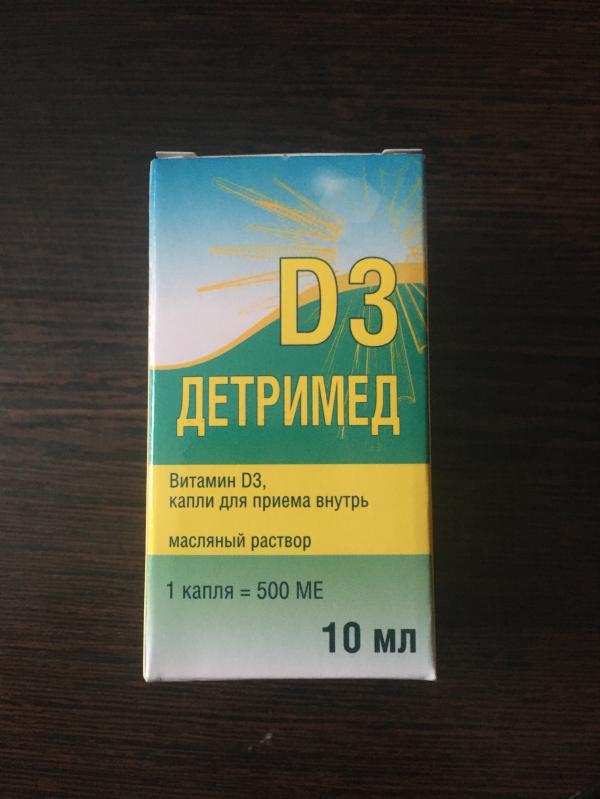 D3
ДЕТРИМЕД
Витамин D3,
капли для приема внутрь
масляный раствор
1 капля = 500 МЕ
10 мл